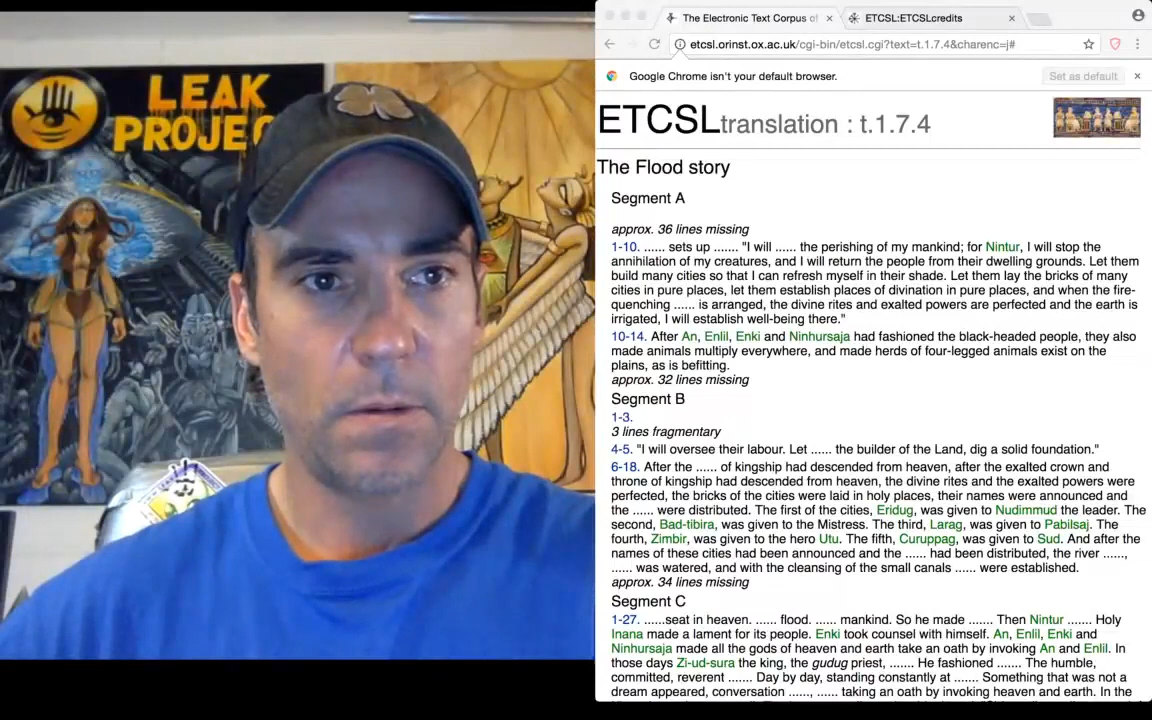 LEAK
PROJEC
The Electronic Text Corpus of
ETCSL:ETCSLcredits
etcsl.orinst.ox.ac.uk/cgi-bin/etcsl.cgi?text=t.1.7.4&charenc=j#
Google Chrome isn't your default browser.
Set as default
ETCSLtranslation : t.1.7.4
The Flood story
Segment A
approx. 36 lines missing
1-10. ...... sets up ....... "I will ...... the perishing of my mankind; for Nintur, I will stop the
annihilation of my creatures, and I will return the people from their dwelling grounds. Let them
build many cities so that I can refresh myself in their shade. Let them lay the bricks of many
cities in pure places, let them establish places of divination in pure places, and when the fire-
quenching ...... is arranged, the divine rites and exalted powers are perfected and the earth is
irrigated, I will establish well-being there."
10-14. After An, Enlil, Enki and Ninhursaja had fashioned the black-headed people, they also
made animals multiply everywhere, and made herds of four-legged animals exist on the
plains, as is befitting.
approx. 32 lines missing
Segment B
1-3.
3 lines fragmentary
4-5. "I will oversee their labour. Let ...... the builder of the Land, dig a solid foundation."
6-18. After the ...... of kingship had descended from heaven, after the exalted crown and
throne of kingship had descended from heaven, the divine rites and the exalted powers were
perfected, the bricks of the cities were laid in holy places, their names were announced and
the ...... were distributed. The first of the cities, Eridug, was given to Nudimmud the leader. The
second, Bad-tibira, was given to the Mistress. The third, Larag, was given to Pabilsaj. The
fourth, Zimbir, was given to the hero Utu. The fifth, Curuppag, was given to Sud. And after the
names of these cities had been announced and the ...... had been distributed, the river ......,
...... was watered, and with the cleansing of the small canals ...... were established.
approx. 34 lines missing
Segment C
1-27. ......seat in heaven. ...... flood. ...... mankind. So he made ....... Then Nintur ....... Holy
Inana made a lament for its people. Enki took counsel with himself. An, Enlil, Enki and
Ninhursaja made all the gods of heaven and earth take an oath by invoking An and Enlil. In
those days Zi-ud-sura the king, the gudug priest, ....... He fashioned ....... The humble,
committed, reverent ....... Day by day, standing constantly at ....... Something that was not a
dream appeared, conversation ......, ...... taking an oath by invoking heaven and earth. In the